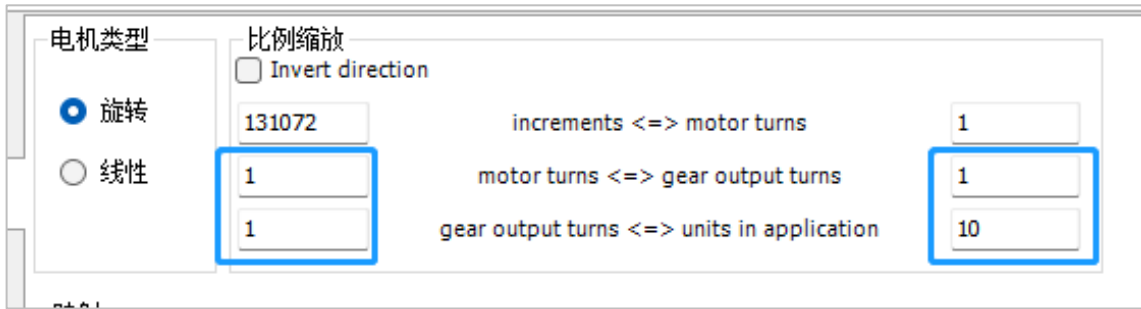 电机类型
比例缩放
Invert direction
旋转
131072 increments <=> motor turns 1
线性
1 motor turns <=> gear output turns 1
1 gear output turns <=> units in application 10